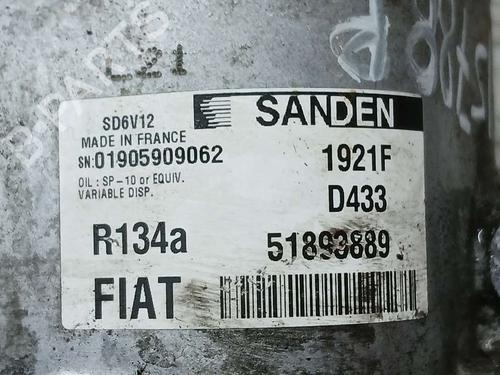 L21
SD6V12
SANDEN
MADE IN FRANCE
SN:01905909062
1921F
OIL : SP-10 or EQUIV.
VARIABLE DISP.
D433
R134a
51893889
FIAT